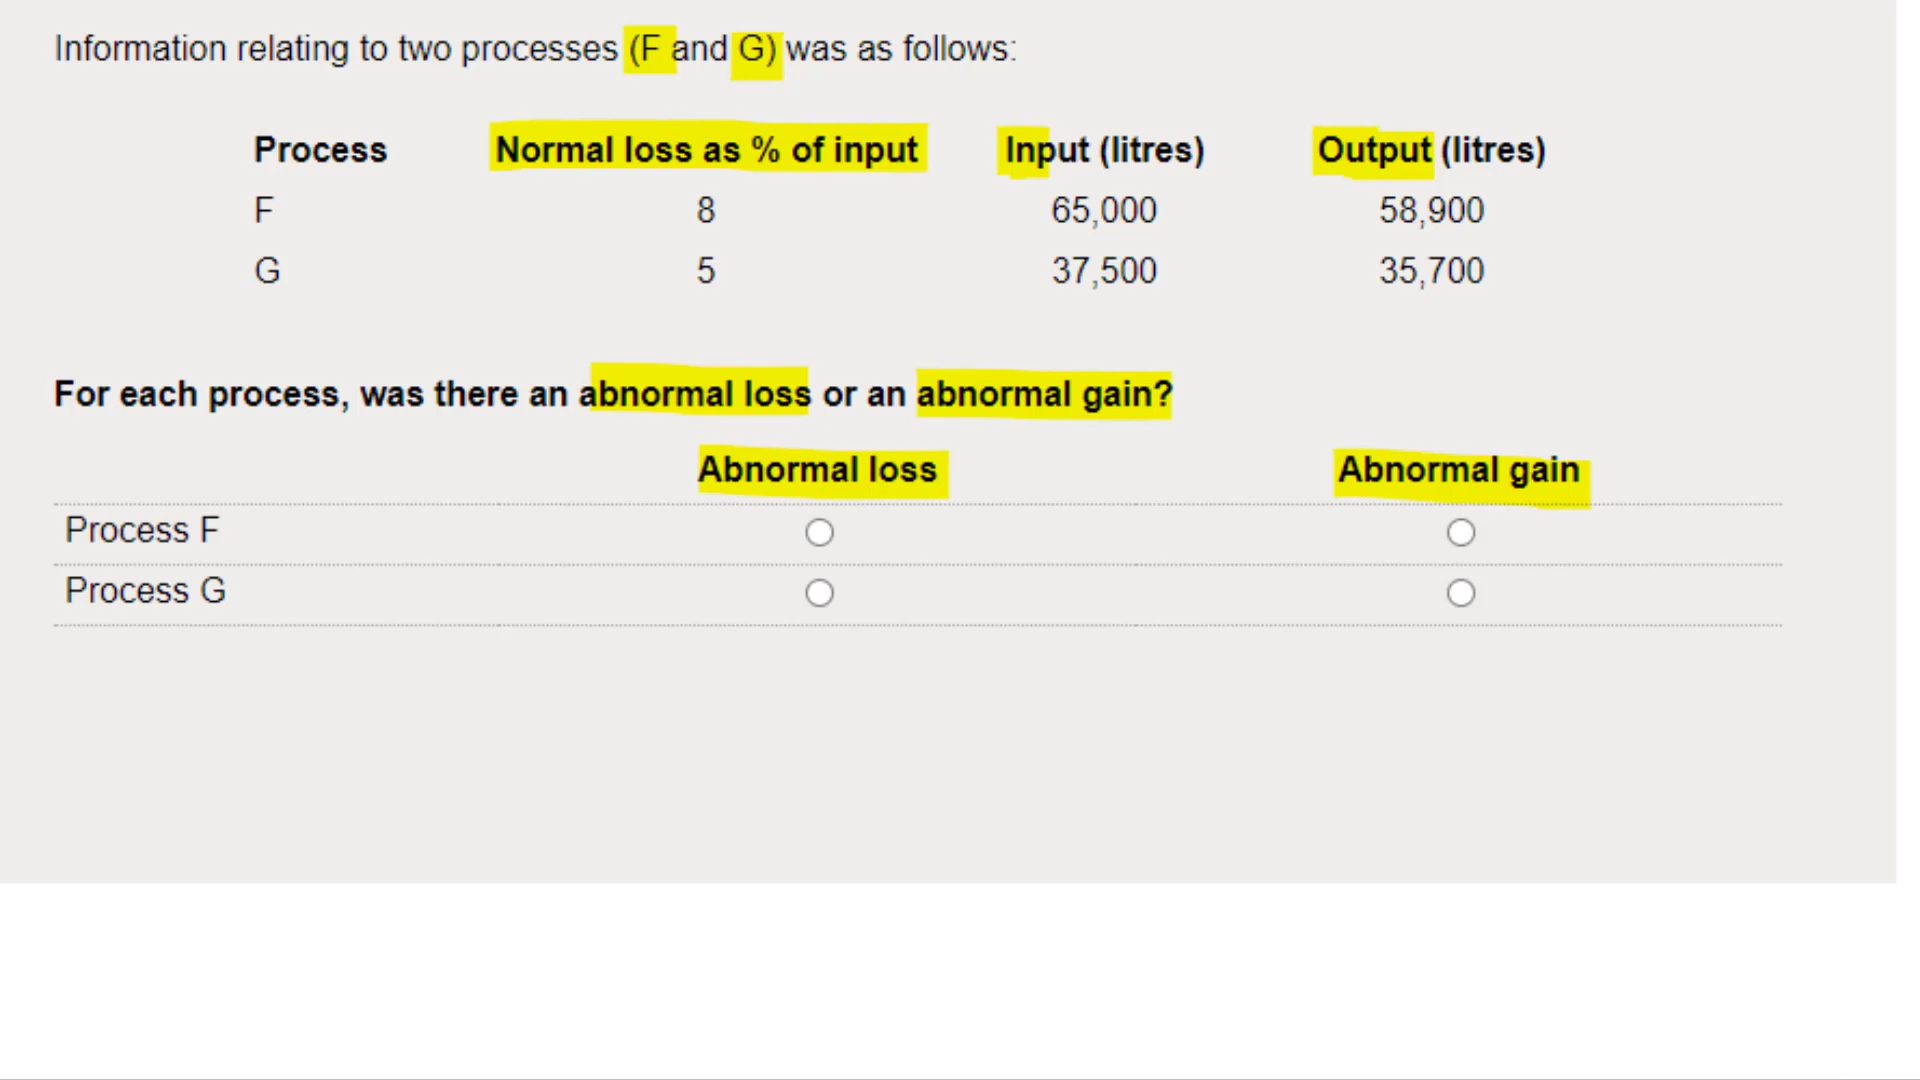 Information relating to two processes (F and G) was as follows:
Process Normal loss as % of input Input (litres) Output (litres)
F 8 65,000 58,900
G 5 37,500 35,700
For each process, was there an abnormal loss or an abnormal gain?
Abnormal loss Abnormal gain
Process F
Process G